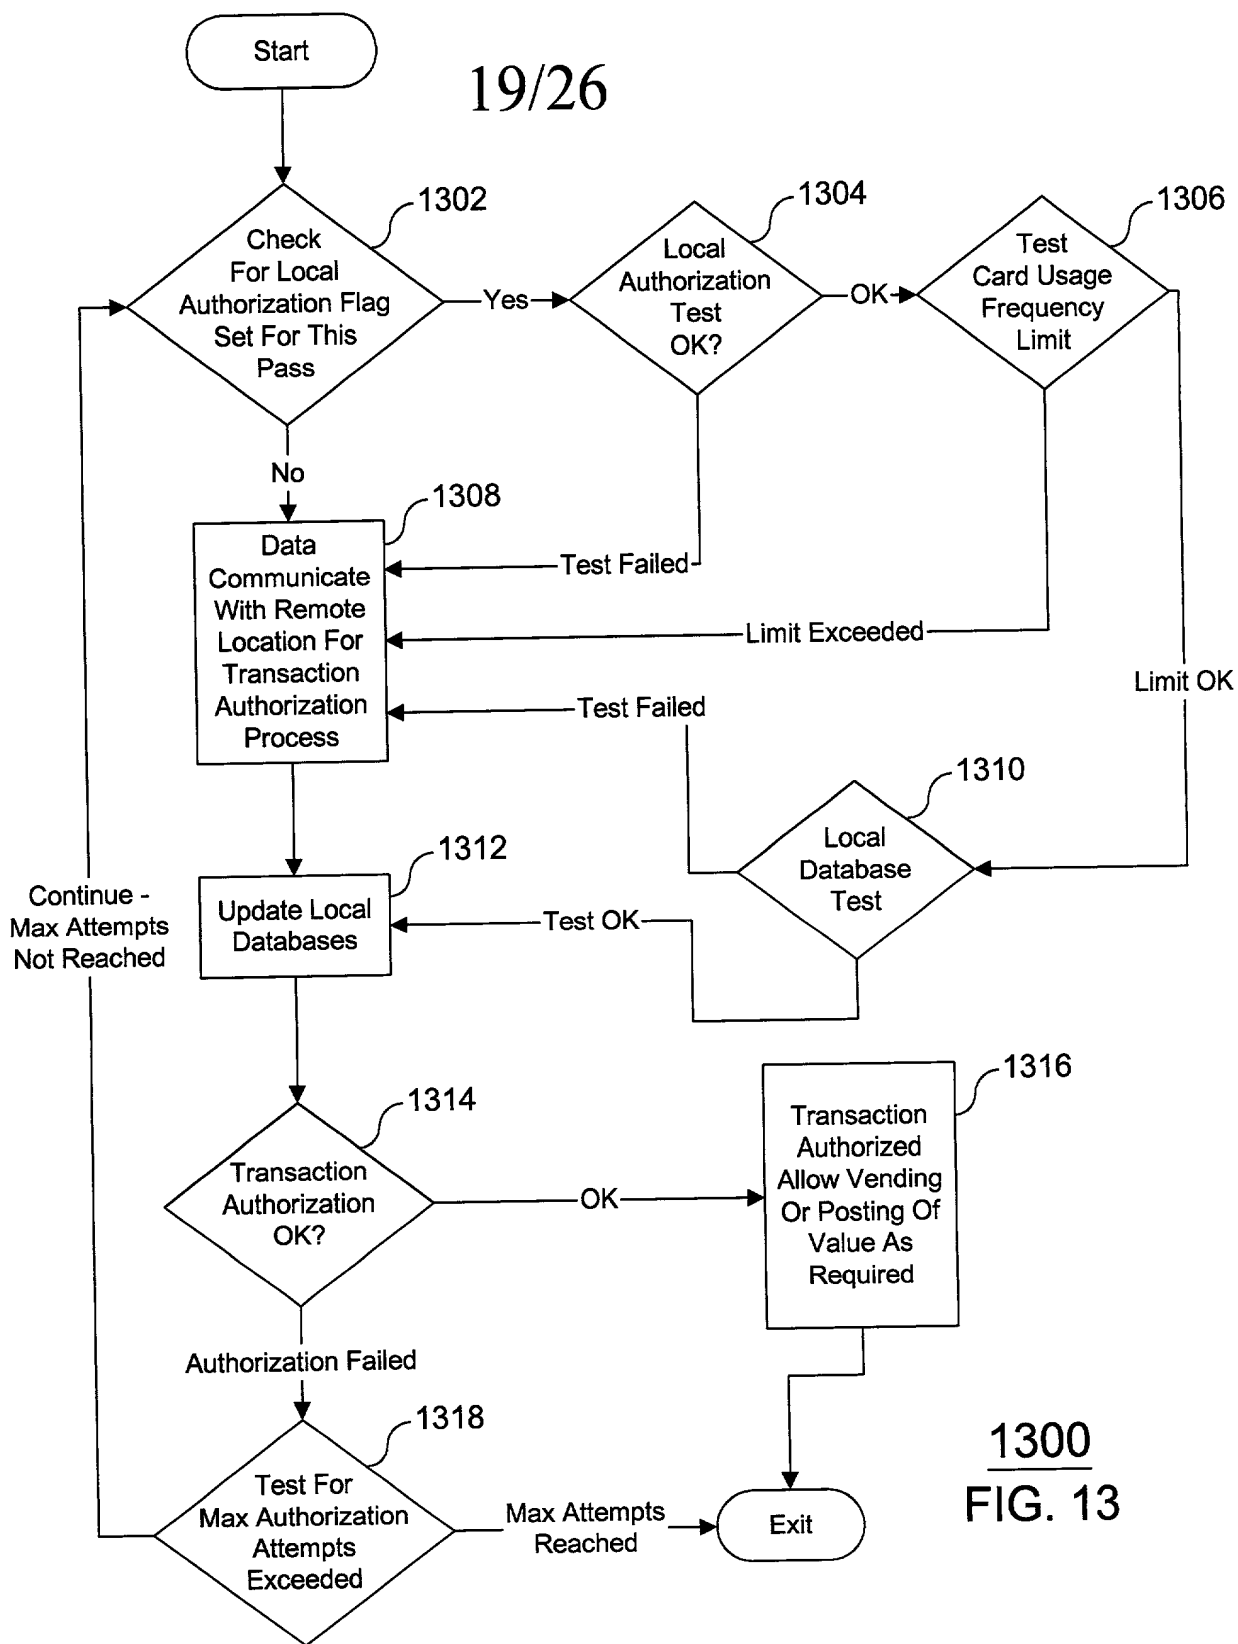 Start
19/26
1302
Check
For Local
Authorization Flag
Set For This
Pass
Yes
1304
Local
Authorization
Test
OK?
OK
1306
Test
Card Usage
Frequency
Limit
No
1308
Data
Communicate
With Remote
Location For
Transaction
Authorization
Process
Test Failed
Limit Exceeded
Test Failed
Limit OK
1310
Local
Database
Test
1312
Update Local
Databases
Test OK
Continue -
Max Attempts
Not Reached
1314
Transaction
Authorization
OK?
OK
1316
Transaction
Authorized
Allow Vending
Or Posting Of
Value As
Required
Authorization Failed
1318
Test For
Max Authorization
Attempts
Exceeded
Max Attempts
Reached
Exit
1300
FIG. 13